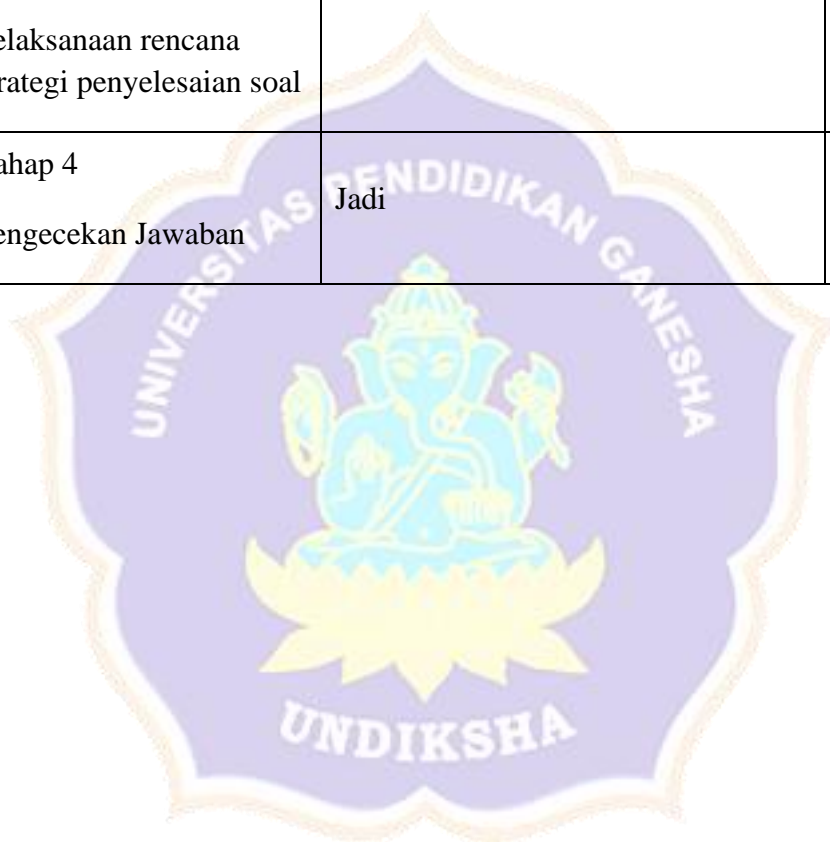 elaksanaan rencana
rategi penyelesaian soal
ahap 4
engecekan Jawaban
Jadi
UNIVERSITAS PENDIDIKAN GANESHA
UNDIKSHA